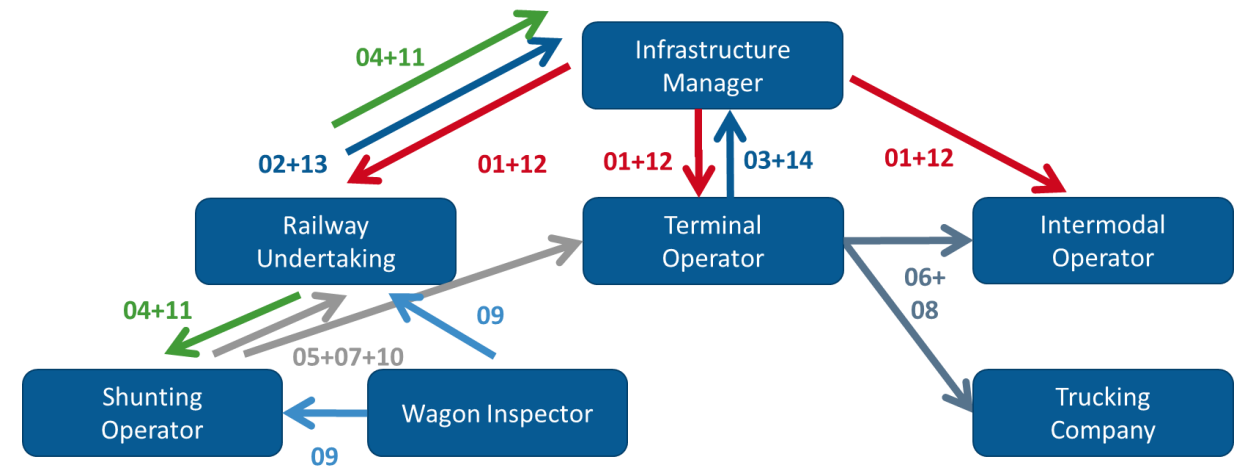 Infrastructure
Manager
04+11
02+13
01+12
01+12
03+14
01+12
Railway
Undertaking
Terminal
Operator
Intermodal
Operator
04+11
09
06+
08
05+07+10
Shunting
Operator
Wagon Inspector
Trucking
Company
09